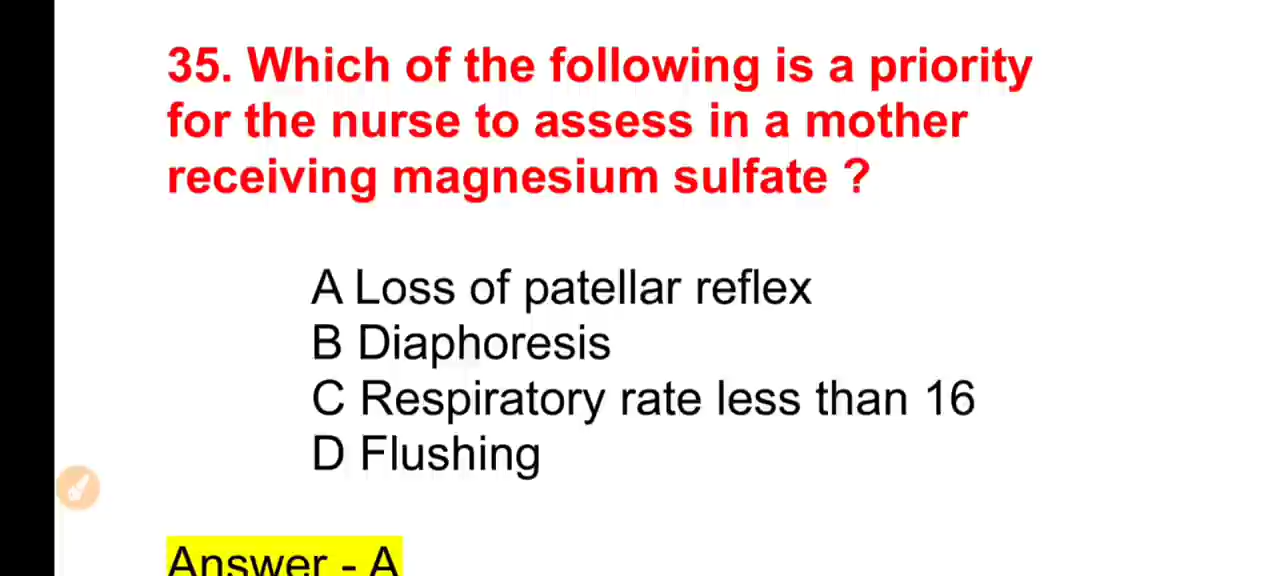 35. Which of the following is a priority
for the nurse to assess in a mother
receiving magnesium sulfate ?
A Loss of patellar reflex
B Diaphoresis
C Respiratory rate less than 16
D Flushing
Answer - A